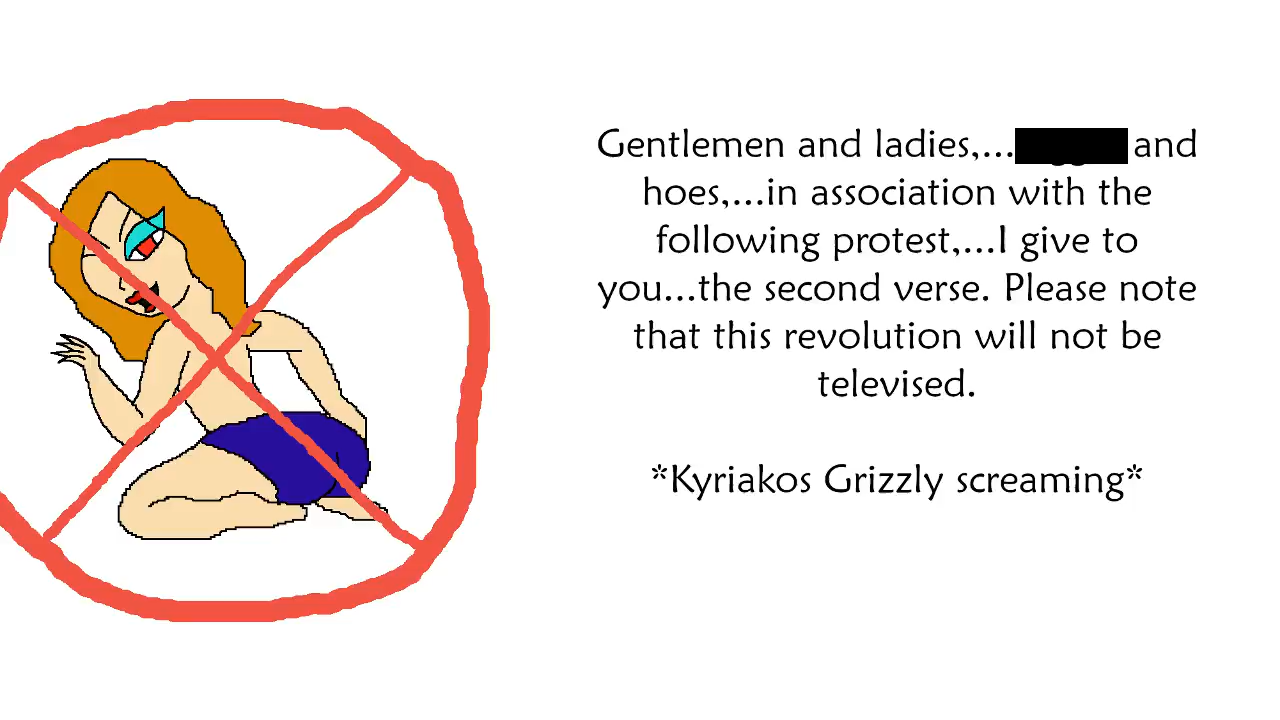 Gentlemen and ladies,... and
hoes,...in association with the
following protest,...I give to
you...the second verse. Please note
that this revolution will not be
televised.
*Kyriakos Grizzly screaming*